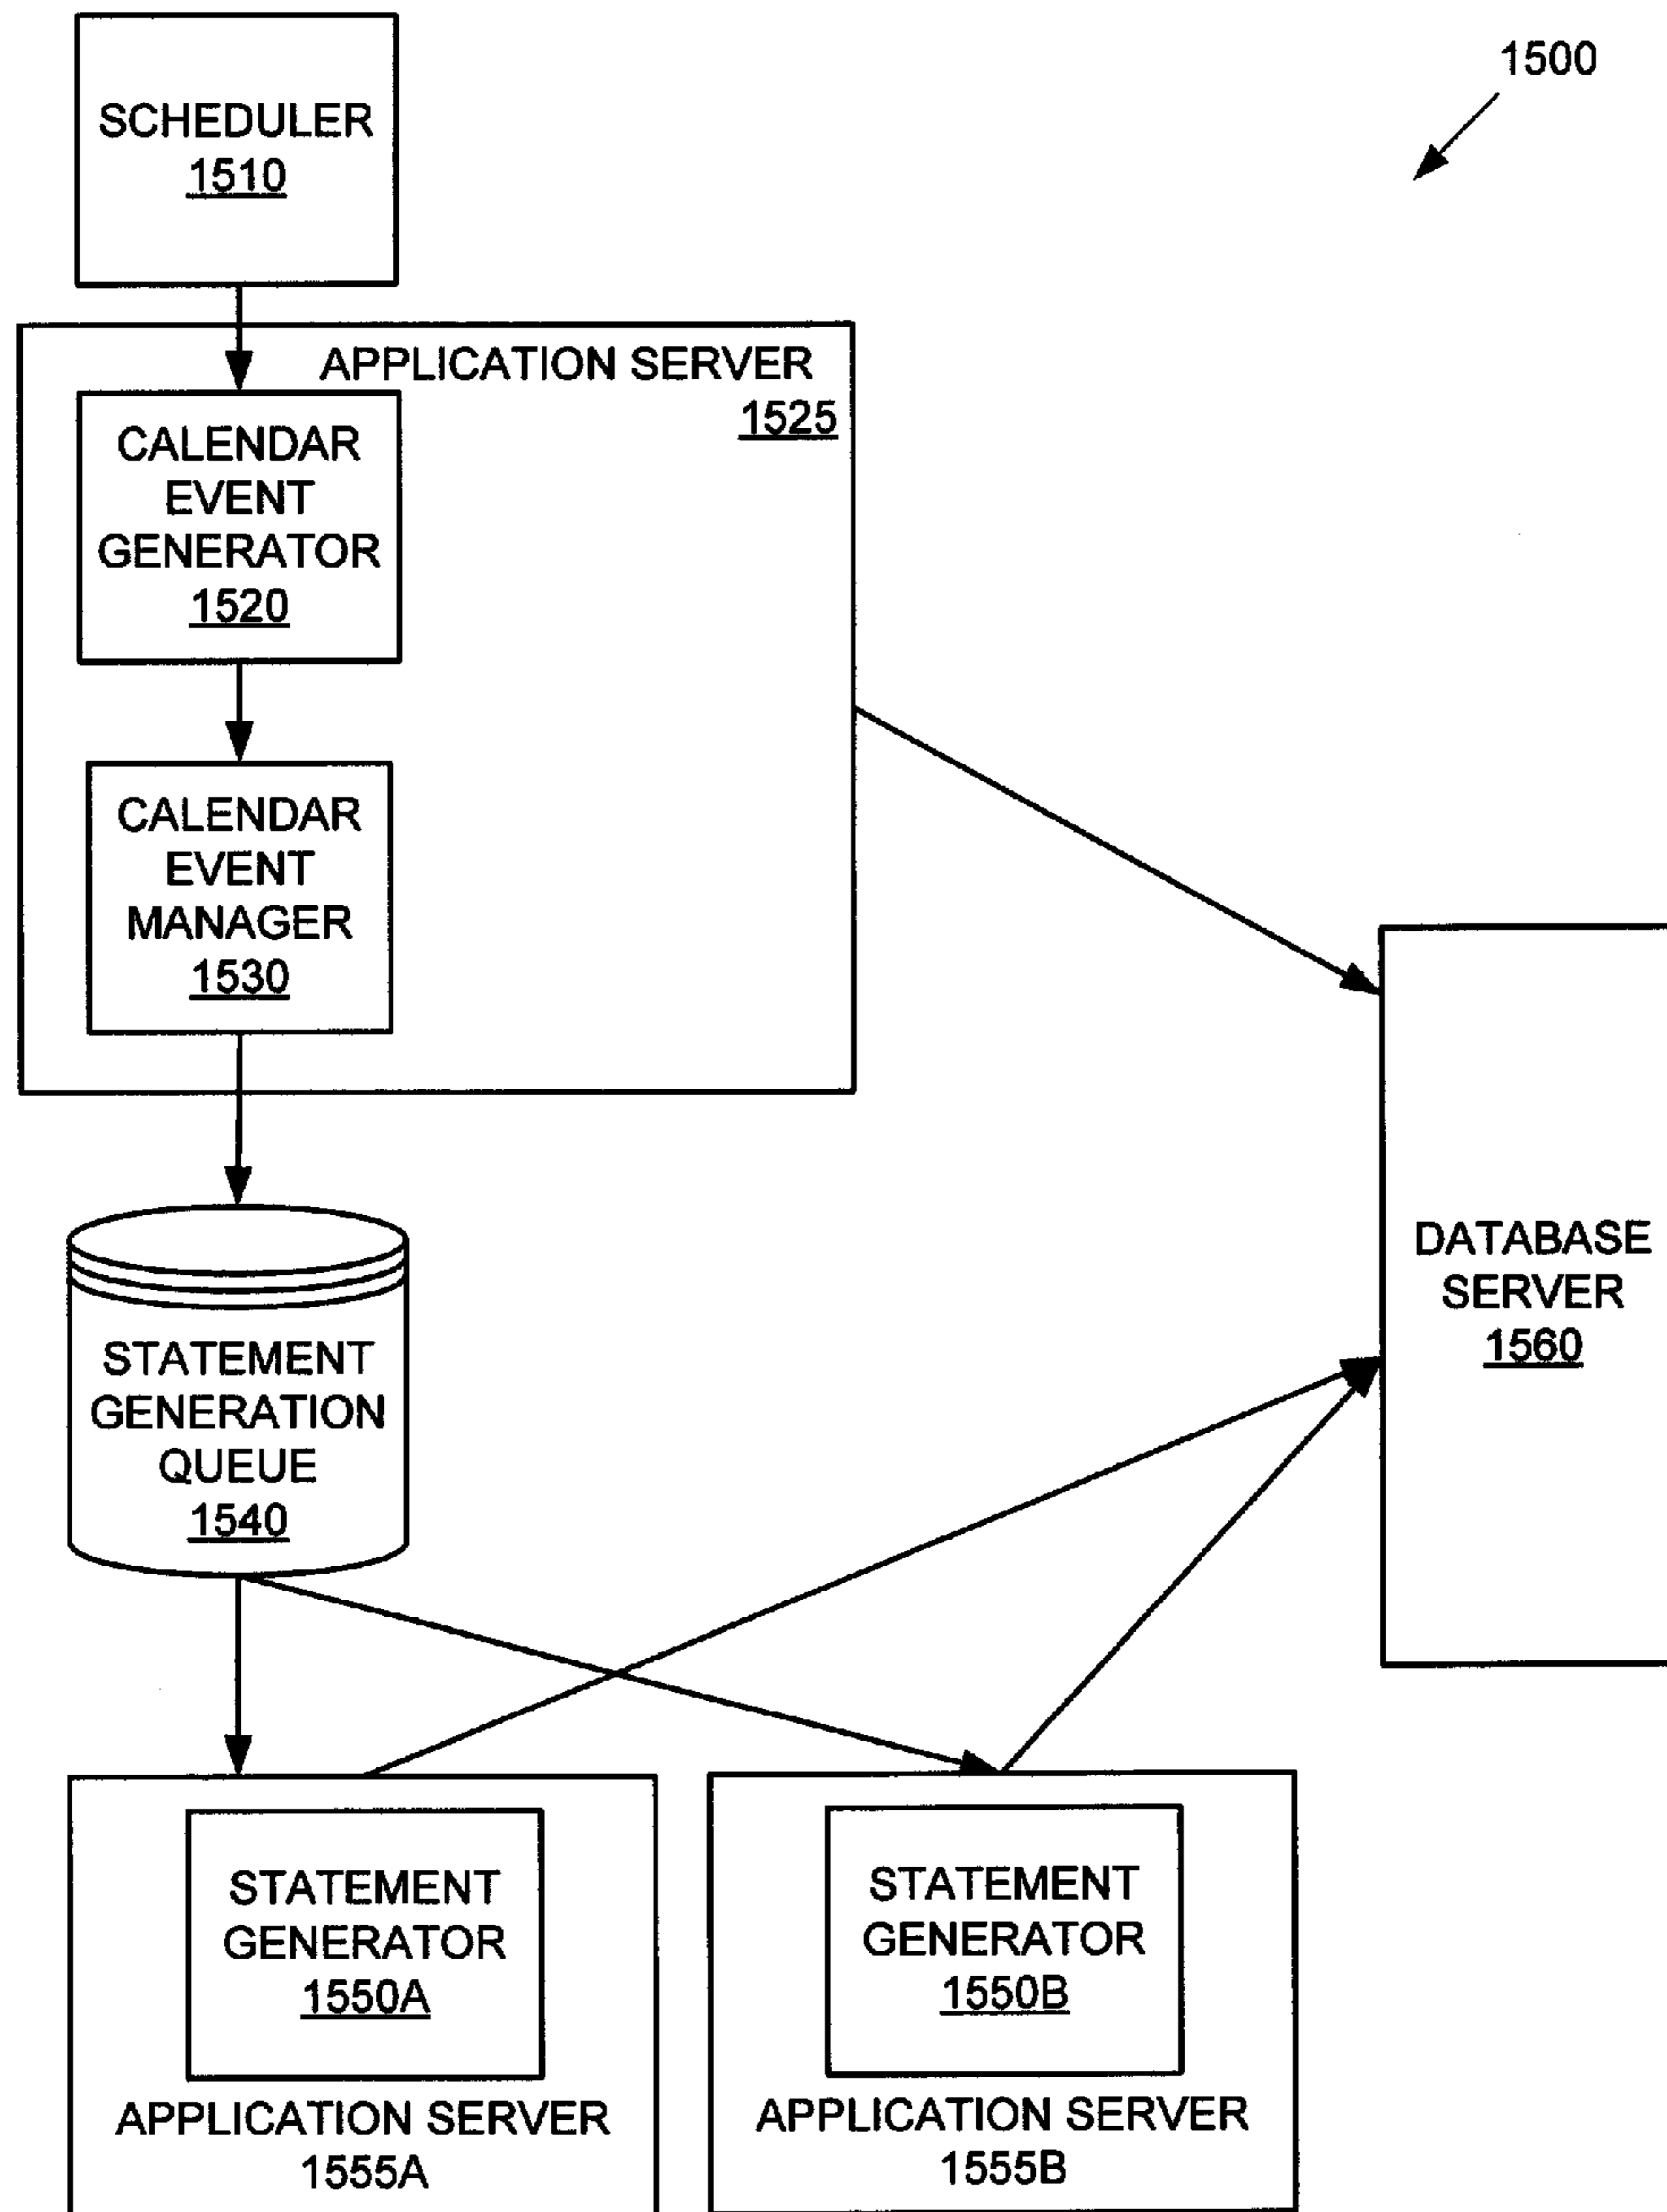 1500
SCHEDULER
1510
APPLICATION SERVER
1525
CALENDAR
EVENT
GENERATOR
1520
CALENDAR
EVENT
MANAGER
1530
STATEMENT
GENERATION
QUEUE
1540
DATABASE
SERVER
1560
STATEMENT
GENERATOR
1550A
APPLICATION SERVER
1555A
STATEMENT
GENERATOR
1550B
APPLICATION SERVER
1555B